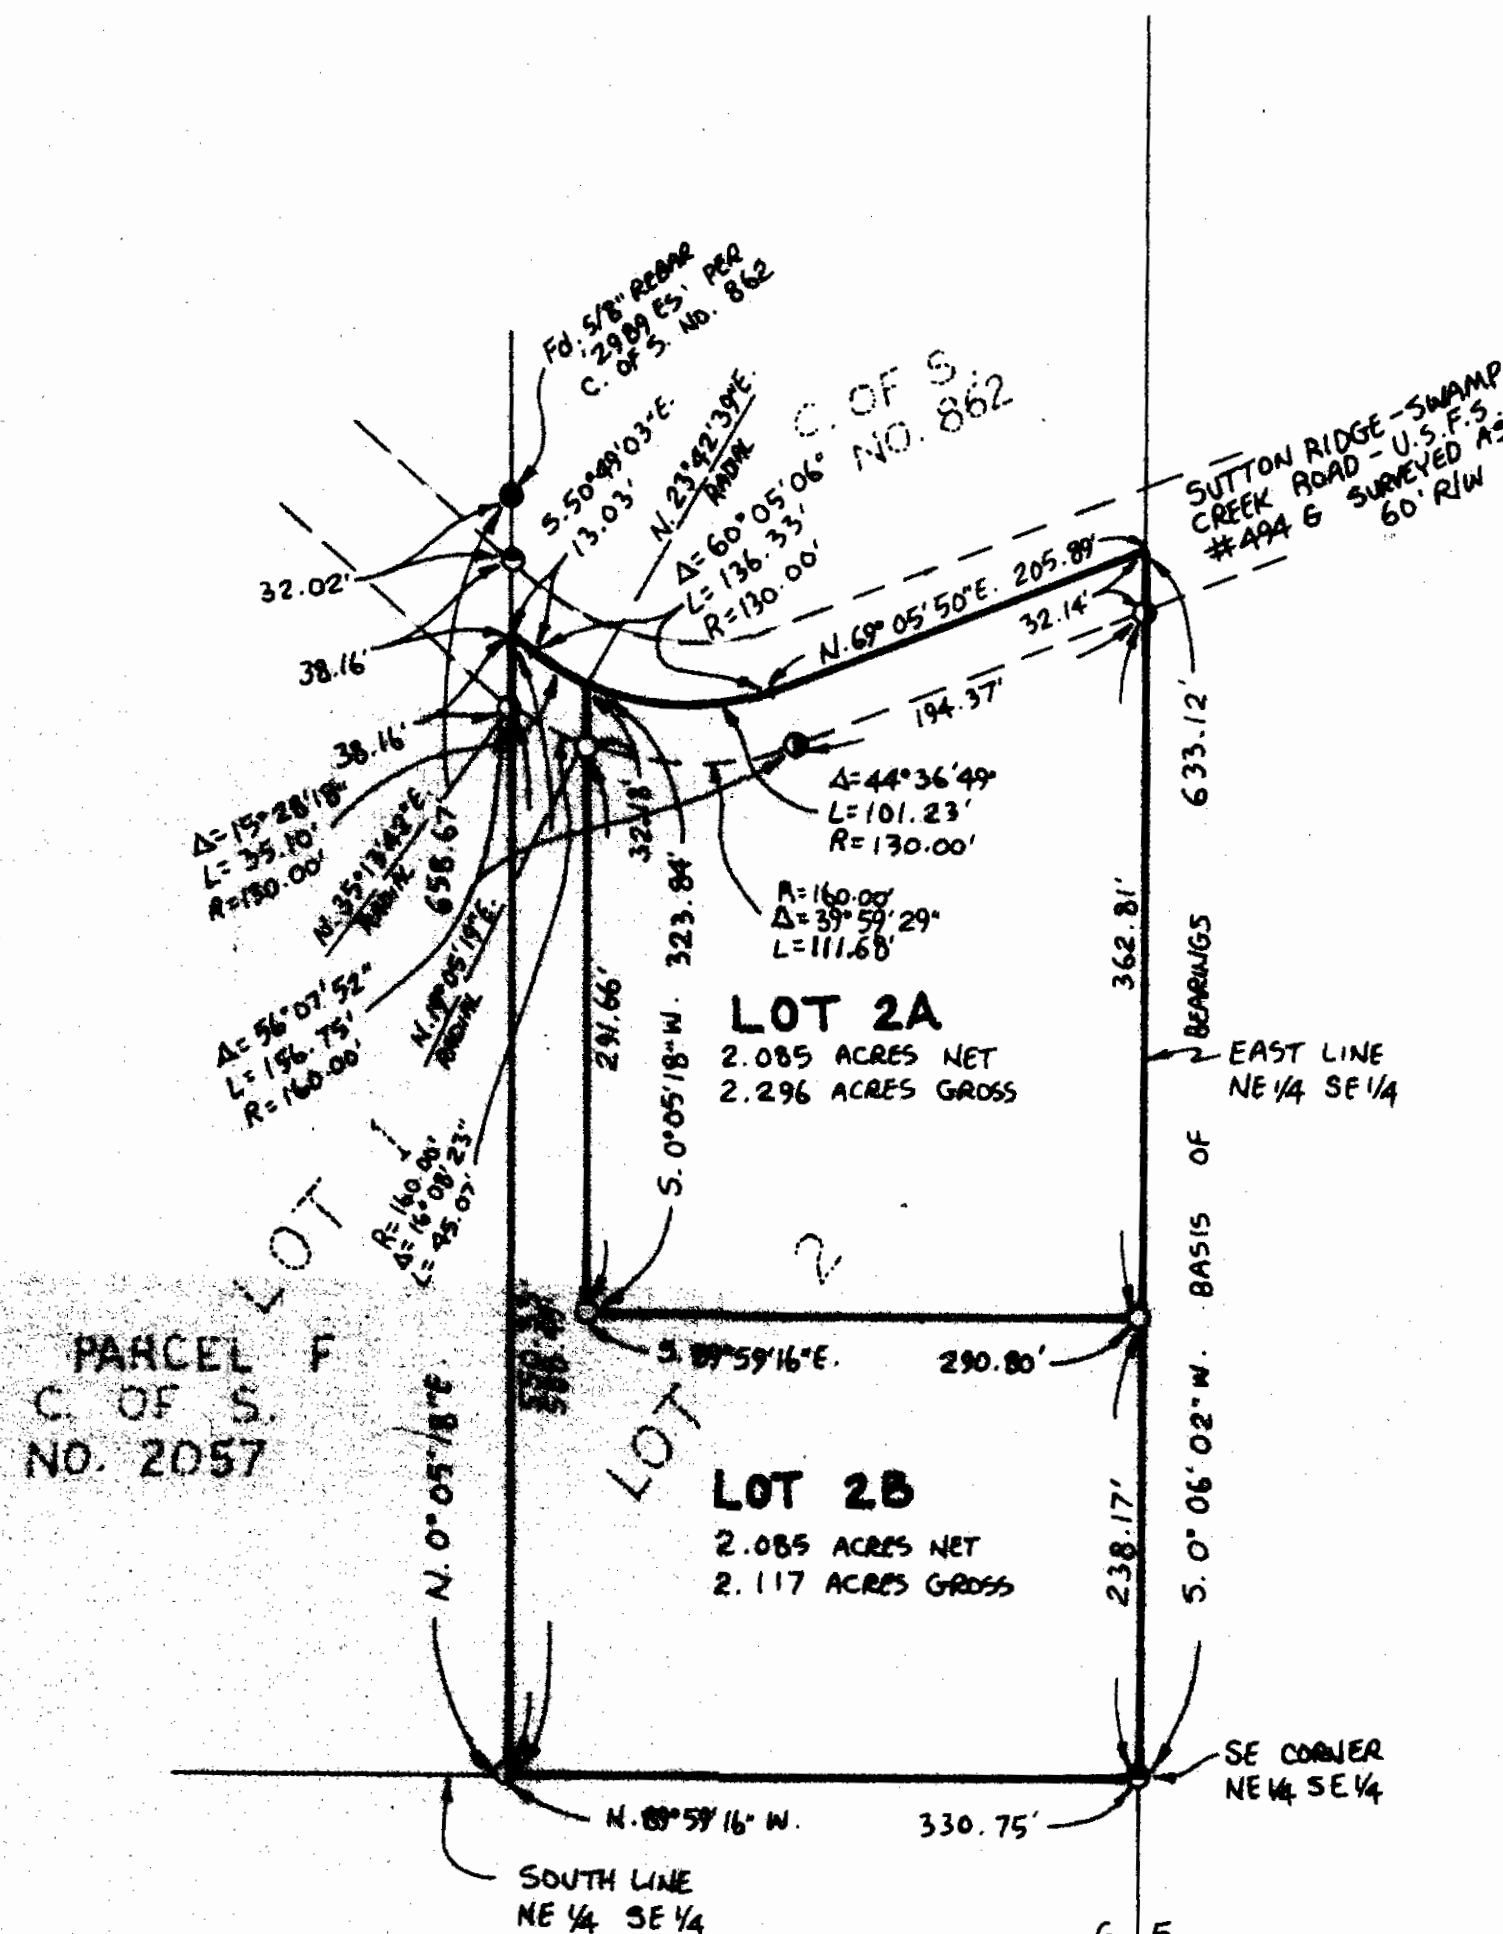 Fd. 5/8" REBAR
'2989 ES' PER
C. OF S. NO. 862
S. 50°49'03"E.
13.03'
N. 23°42'39"E.
RADIAL
C. OF S.
NO. 862
Δ=60°05'06"
L=136.33'
R=130.00'
SUTTON RIDGE-SWAMP
CREEK ROAD-U.S.F.S.
#494 & SURVEYED AS
60' R/W
32.02'
38.16'
38.16'
N. 69°05'50"E. 205.89'
32.14'
194.37'
633.12'
Δ=15°28'18"
L=35.10'
R=130.00'
N. 35°13'42"E.
RADIAL
658.67
32.18'
Δ=44°36'49"
L=101.23'
R=130.00'
R=160.00'
Δ=39°59'29"
L=111.68'
N. 19°05'19"E.
RADIAL
Δ=56°07'52"
L=156.75'
R=160.00'
R=160.00'
Δ=16°08'23"
L=45.07'
291.66'
S. 0°05'18"W. 323.84'
362.81'
LOT 2A
2.085 ACRES NET
2.296 ACRES GROSS
EAST LINE
NE 1/4 SE 1/4
S. 0°06'02"W. BASIS OF BEARINGS
LOT 1
PARCEL F
C. OF S.
NO. 2057
N. 0°05'18"E.
S. 89°59'16"E. 290.80'
LOT 2
LOT 2B
2.085 ACRES NET
2.117 ACRES GROSS
238.17'
SE CORNER
NE 1/4 SE 1/4
N. 89°59'16" W. 330.75'
SOUTH LINE
NE 1/4 SE 1/4